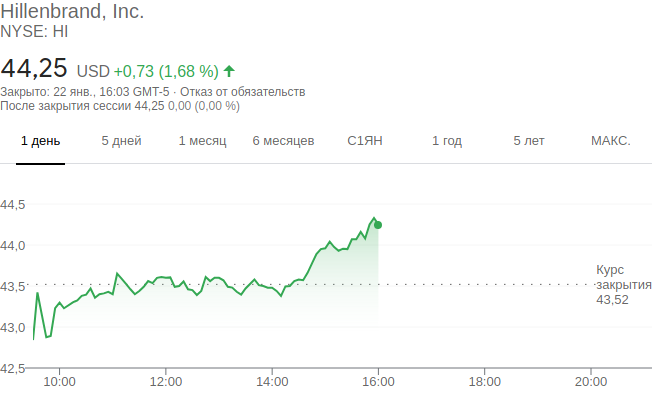 Hillenbrand, Inc.
NYSE: HI
44,25 USD +0,73 (1,68 %)
Закрыто: 22 янв., 16:03 GMT-5 · Отказ от обязательств
После закрытия сессии 44,25 0,00 (0,00 %)
1 день 5 дней 1 месяц 6 месяцев С1ЯН 1 год 5 лет МАКС.
44,5
44,0
43,5
43,0
42,5
Курс
закрытия
43,52
10:00 12:00 14:00 16:00 18:00 20:00